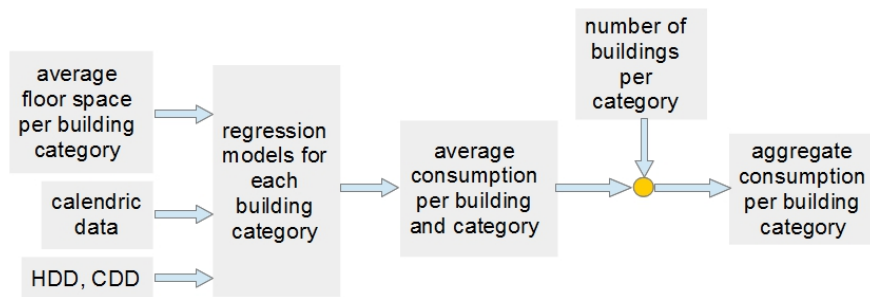 average
floor space
per building
category
calendric
data
HDD, CDD
regression
models for
each
building
category
average
consumption
per building
and category
number of
buildings
per
category
aggregate
consumption
per building
category